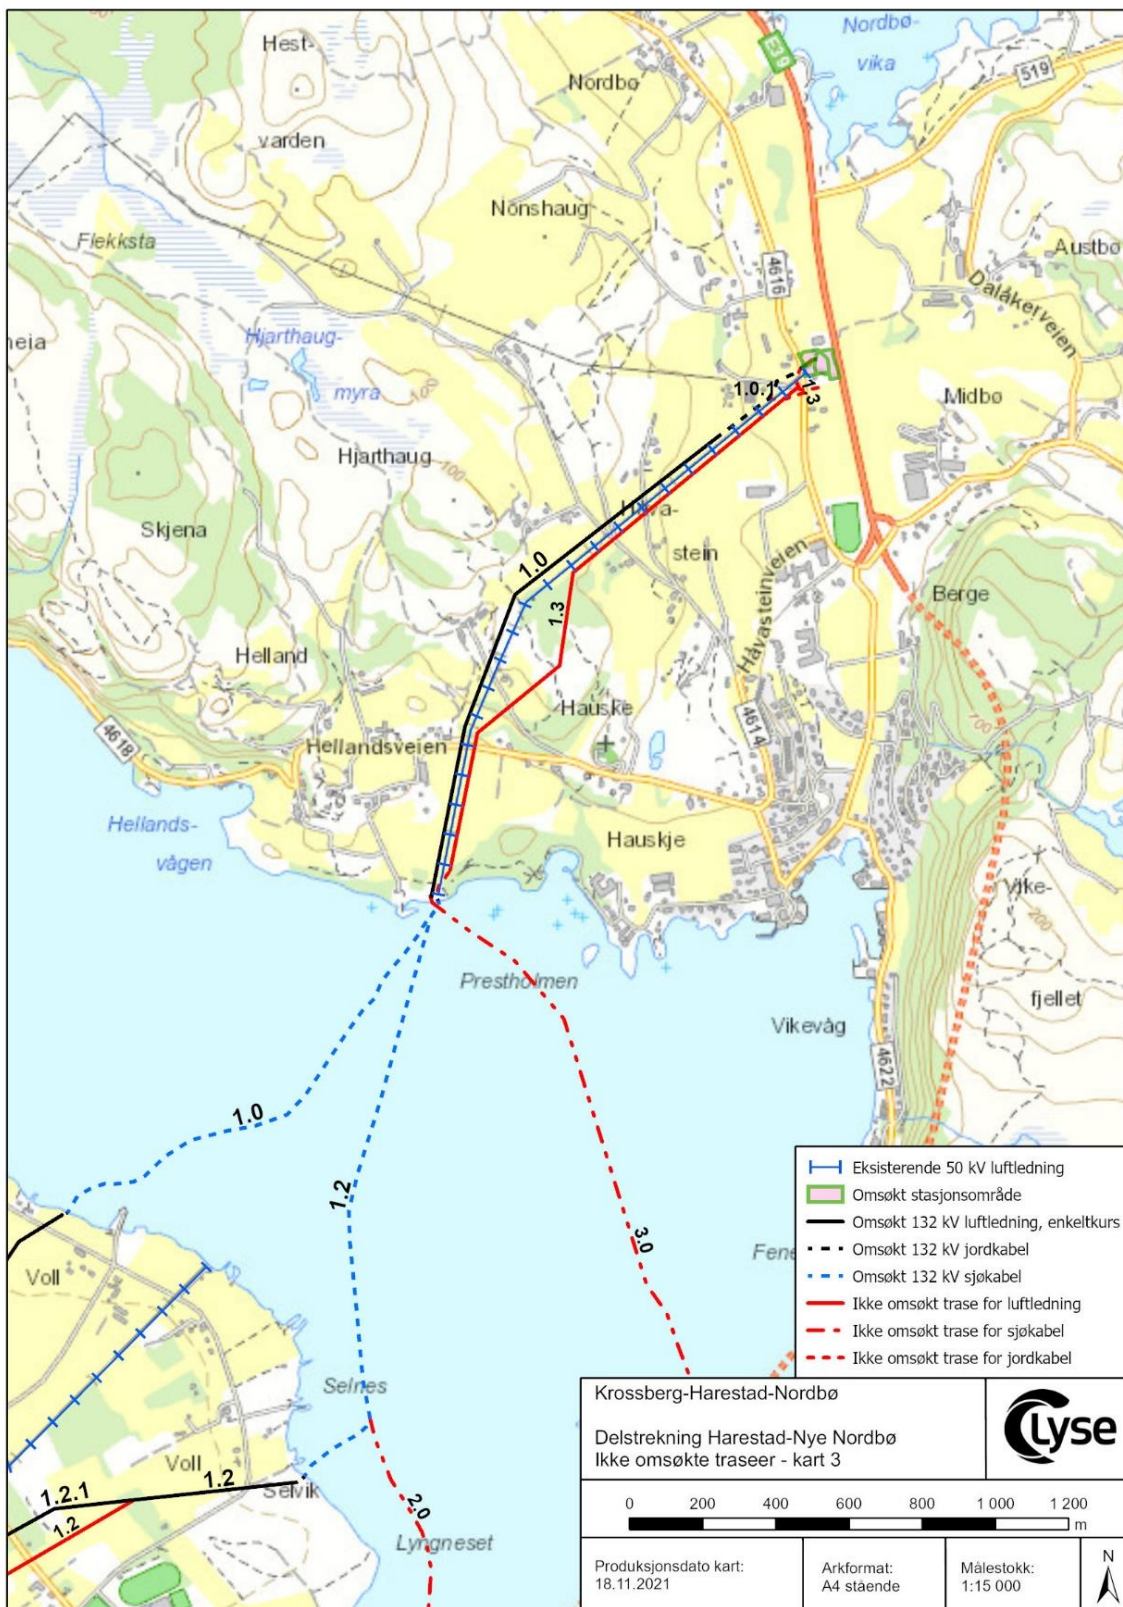 Nordbø-
vika
E39
Hest-
519
Nordbø
varden
Nonshaug
Flekksta
4616
Austbø
Dalåkerveien
Hjarthaug-
myra
1.0.1
1.3
Midbø
Hjarthaug
100
100
Skjena
stein
1.0
1.3
Berge
Håvasteinveien
Helland
Hauske
4614
4618
Hellandsveien
100
Hellands-
vågen
Hauskje
Vike-
200
Prestholmen
fjellet
Vikevåg
4622
1.0
1.2
3.0
Voll
Selnes
Voll
1.2
Selvik
1.2.1
1.2
2.0
Lyngneset
Eksisterende 50 kV luftledning
Omsøkt stasjonsområde
Omsøkt 132 kV luftledning, enkeltkurs
Omsøkt 132 kV jordkabel
Omsøkt 132 kV sjøkabel
Ikke omsøkt trase for luftledning
Ikke omsøkt trase for sjøkabel
Ikke omsøkt trase for jordkabel
Krossberg-Harestad-Nordbø
Delstrekning Harestad-Nye Nordbø
Ikke omsøkte traseer - kart 3
Lyse
0 200 400 600 800 1 000 1 200
m
Produksjonsdato kart:
18.11.2021
Arkformat:
A4 stående
Målestokk:
1:15 000
N